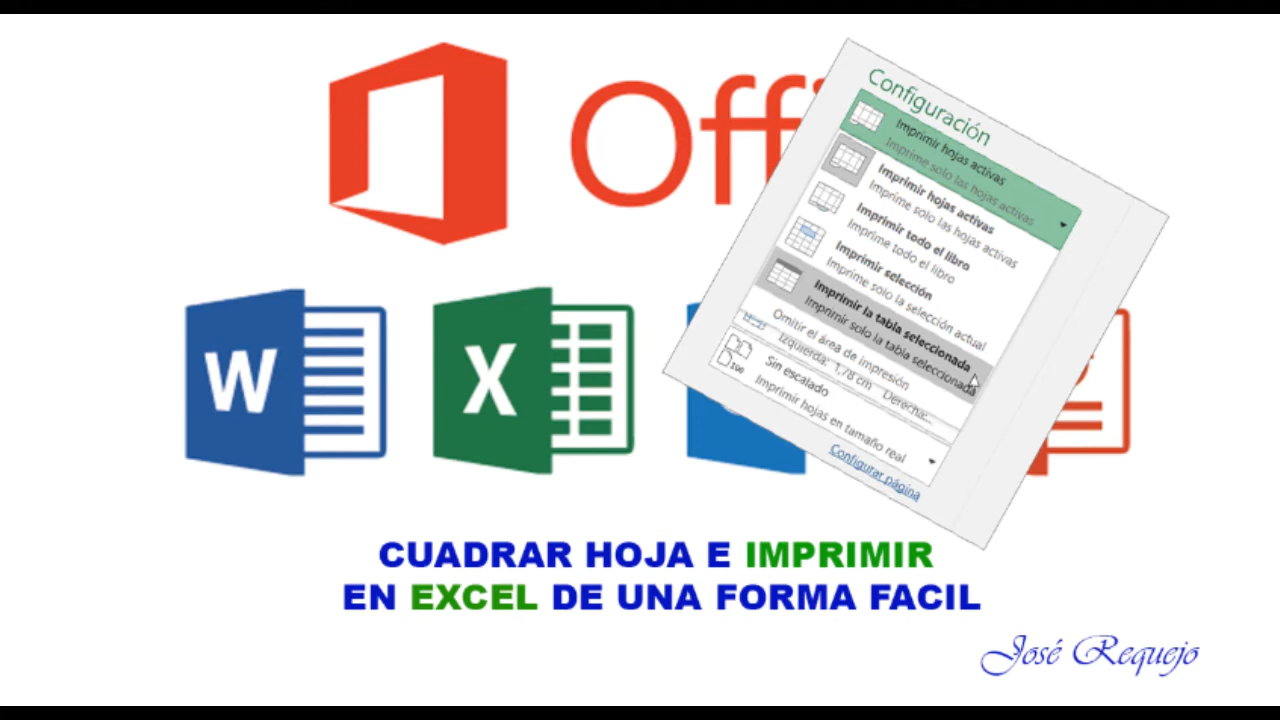 Offi
Configuración
Imprimir hojas activas
Imprime solo las hojas activas
Imprimir hojas activas
Imprime solo las hojas activas
Imprimir todo el libro
Imprime todo el libro
Imprimir selección
Imprime solo la selección actual
Imprimir la tabla seleccionada
Imprimir solo la tabla seleccionada
Omitir el área de impresión
Izquierda: 1,78 cm Derecha:...
Sin escalado
Imprimir hojas en tamaño real
100
Configurar página
W
X
CUADRAR HOJA E IMPRIMIR
EN EXCEL DE UNA FORMA FACIL
José Requejo